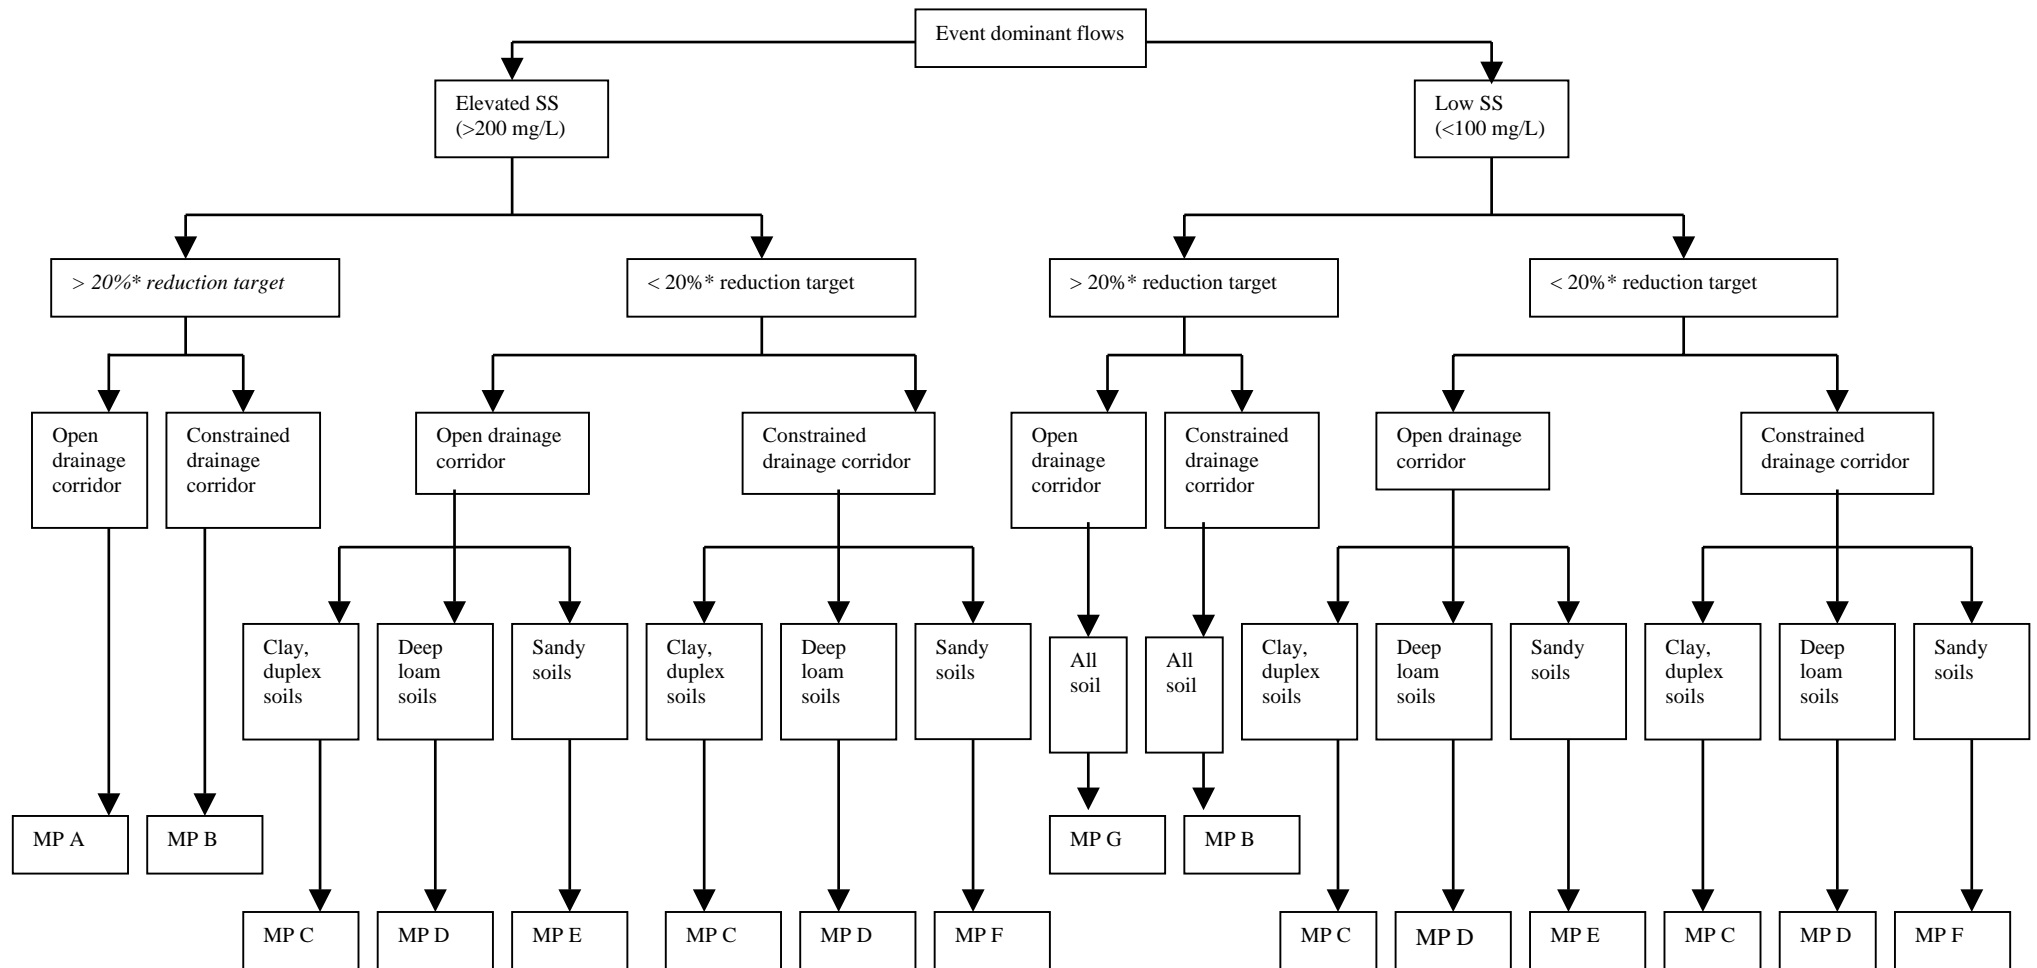 Event dominant flows
Elevated SS
(>200 mg/L)
Low SS
(<100 mg/L)
> 20%* reduction target
< 20%* reduction target
> 20%* reduction target
< 20%* reduction target
Open
drainage
corridor
Constrained
drainage
corridor
Open drainage
corridor
Constrained
drainage corridor
Open
drainage
corridor
Constrained
drainage
corridor
Open drainage
corridor
Constrained
drainage corridor
Clay,
duplex
soils
Deep
loam
soils
Sandy
soils
Clay,
duplex
soils
Deep
loam
soils
Sandy
soils
All
soil
All
soil
Clay,
duplex
soils
Deep
loam
soils
Sandy
soils
Clay,
duplex
soils
Deep
loam
soils
Sandy
soils
MP A
MP B
MP G
MP B
MP C
MP D
MP E
MP C
MP D
MP F
MP C
MP D
MP E
MP C
MP D
MP F